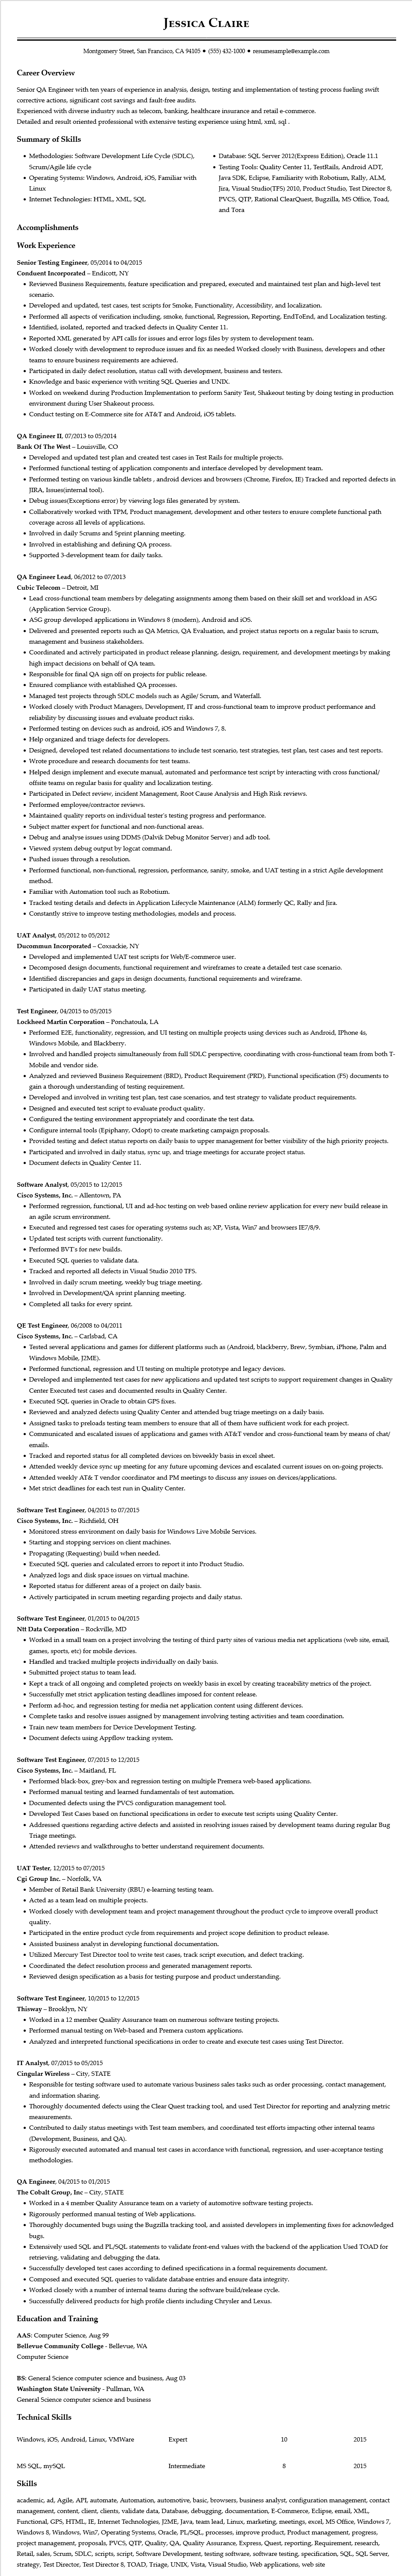 Jessica Claire
Montgomery Street, San Francisco, CA 94105 • (555) 432-1000 • resumesample@example.com
Career Overview
Senior QA Engineer with ten years of experience in analysis, design, testing and implementation of testing process fueling swift
corrective actions, significant cost savings and fault-free audits.
Experienced with diverse industry such as telecom, banking, healthcare insurance and retail e-commerce.
Detailed and result oriented professional with extensive testing experience using html, xml, sql .
Summary of Skills
• Methodologies: Software Development Life Cycle (SDLC),
Scrum/Agile life cycle
• Operating Systems: Windows, Android, iOS, Familiar with
Linux
• Internet Technologies: HTML, XML, SQL
• Database: SQL Server 2012(Express Edition), Oracle 11.1
• Testing Tools: Quality Center 11, TestRails, Android ADT,
Java SDK, Eclipse, Familiarity with Robotium, Rally, ALM,
Jira, Visual Studio(TFS) 2010, Product Studio, Test Director 8,
PVCS, QTP, Rational ClearQuest, Bugzilla, MS Office, Toad,
and Tora
Accomplishments
Work Experience
Senior Testing Engineer, 05/2014 to 04/2015
Conduent Incorporated – Endicott, NY
• Reviewed Business Requirements, feature specification and prepared, executed and maintained test plan and high-level test
scenario.
• Developed and updated, test cases, test scripts for Smoke, Functionality, Accessibility, and localization.
• Performed all aspects of verification including, smoke, functional, Regression, Reporting, EndToEnd, and Localization testing.
• Identified, isolated, reported and tracked defects in Quality Center 11.
• Reported XML generated by API calls for issues and error logs files by system to development team.
• Worked closely with development to reproduce issues and fix as needed Worked closely with Business, developers and other
teams to ensure business requirements are achieved.
• Participated in daily defect resolution, status call with development, business and testers.
• Knowledge and basic experience with writing SQL Queries and UNIX.
• Worked on weekend during Production Implementation to perform Sanity Test, Shakeout testing by doing testing in production
environment during User Shakeout process.
• Conduct testing on E-Commerce site for AT&T and Android, iOS tablets.
QA Engineer II, 07/2013 to 05/2014
Bank Of The West – Louisville, CO
• Developed and updated test plan and created test cases in Test Rails for multiple projects.
• Performed functional testing of application components and interface developed by development team.
• Performed testing on various kindle tablets , android devices and browsers (Chrome, Firefox, IE) Tracked and reported defects in
JIRA, Issues(internal tool).
• Debug issues(Exceptions error) by viewing logs files generated by system.
• Collaboratively worked with TPM, Product management, development and other testers to ensure complete functional path
coverage across all levels of applications.
• Involved in daily Scrums and Sprint planning meeting.
• Involved in establishing and defining QA process.
• Supported 3-development team for daily tasks.
QA Engineer Lead, 06/2012 to 07/2013
Cubic Telecom – Detroit, MI
• Lead cross-functional team members by delegating assignments among them based on their skill set and workload in ASG
(Application Service Group).
• ASG group developed applications in Windows 8 (modern), Android and iOS.
• Delivered and presented reports such as QA Metrics, QA Evaluation, and project status reports on a regular basis to scrum,
management and business stakeholders.
• Coordinated and actively participated in product release planning, design, requirement, and development meetings by making
high impact decisions on behalf of QA team.
• Responsible for final QA sign off on projects for public release.
• Ensured compliance with established QA processes.
• Managed test projects through SDLC models such as Agile/ Scrum, and Waterfall.
• Worked closely with Product Managers, Development, IT and cross-functional team to improve product performance and
reliability by discussing issues and evaluate product risks.
• Performed testing on devices such as android, iOS and Windows 7, 8.
• Help organized and triage defects for developers.
• Designed, developed test related documentations to include test scenario, test strategies, test plan, test cases and test reports.
• Wrote procedure and research documents for test teams.
• Helped design implement and execute manual, automated and performance test script by interacting with cross functional/
offsite teams on regular basis for quality and localization testing.
• Participated in Defect review, incident Management, Root Cause Analysis and High Risk reviews.
• Performed employee/contractor reviews.
• Maintained quality reports on individual tester's testing progress and performance.
• Subject matter expert for functional and non-functional areas.
• Debug and analyse issues using DDMS (Dalvik Debug Monitor Server) and adb tool.
• Viewed system debug output by logcat command.
• Pushed issues through a resolution.
• Performed functional, non-functional, regression, performance, sanity, smoke, and UAT testing in a strict Agile development
method.
• Familiar with Automation tool such as Robotium.
• Tracked testing details and defects in Application Lifecycle Maintenance (ALM) formerly QC, Rally and Jira.
• Constantly strive to improve testing methodologies, models and process.
UAT Analyst, 05/2012 to 05/2012
Ducommun Incorporated – Coxsackie, NY
• Developed and implemented UAT test scripts for Web/E-commerce user.
• Decomposed design documents, functional requirement and wireframes to create a detailed test case scenario.
• Identified discrepancies and gaps in design documents, functional requirements and wireframe.
• Participated in daily UAT status meeting.
Test Engineer, 04/2015 to 05/2015
Lockheed Martin Corporation – Ponchatoula, LA
• Performed E2E, functionality, regression, and UI testing on multiple projects using devices such as Android, IPhone 4s,
Windows Mobile, and Blackberry.
• Involved and handled projects simultaneously from full SDLC perspective, coordinating with cross-functional team from both T-
Mobile and vendor side.
• Analyzed and reviewed Business Requirement (BRD), Product Requirement (PRD), Functional specification (FS) documents to
gain a thorough understanding of testing requirement.
• Developed and involved in writing test plan, test case scenarios, and test strategy to validate product requirements.
• Designed and executed test script to evaluate product quality.
• Configured the testing environment appropriately and coordinate the test data.
• Configure internal tools (Epiphany, OOopt) to create marketing campaign proposals.
• Provided testing and defect status reports on daily basis to upper management for better visibility of the high priority projects.
• Participated and involved in daily status, sync up, and triage meetings for accurate project status.
• Document defects in Quality Center 11.
Software Analyst, 05/2015 to 12/2015
Cisco Systems, Inc. – Allentown, PA
• Performed regression, functional, UI and ad-hoc testing on web based online review application for every new build release in
an agile scrum environment.
• Executed and regressed test cases for operating systems such as; XP, Vista, Win7 and browsers IE7/8/9.
• Updated test scripts with current functionality.
• Performed BVT's for new builds.
• Executed SQL queries to validate data.
• Tracked and reported all defects in Visual Studio 2010 TFS.
• Involved in daily scrum meeting, weekly bug triage meeting.
• Involved in Development/QA sprint planning meeting.
• Completed all tasks for every sprint.
QE Test Engineer, 06/2008 to 04/2011
Cisco Systems, Inc. – Carlsbad, CA
• Tested several applications and games for different platforms such as (Android, blackberry, Brew, Symbian, iPhone, Palm and
Windows Mobile, J2ME).
• Performed functional, regression and UI testing on multiple prototype and legacy devices.
• Developed and implemented test cases for new applications and updated test scripts to support requirement changes in Quality
Center Executed test cases and documented results in Quality Center.
• Executed SQL queries in Oracle to obtain GPS fixes.
• Reviewed and analyzed defects using Quality Center and attended bug triage meetings on a daily basis.
• Assigned tasks to preloads testing team members to ensure that all of them have sufficient work for each project.
• Communicated and escalated issues of applications and games with AT&T vendor and cross-functional team by means of chat/
emails.
• Tracked and reported status for all completed devices on biweekly basis in excel sheet.
• Attended weekly device sync up meeting for any future upcoming devices and escalated current issues on on-going projects.
• Attended weekly AT& T vendor coordinator and PM meetings to discuss any issues on devices/applications.
• Met strict deadlines for each test run in Quality Center.
Software Test Engineer, 04/2015 to 07/2015
Cisco Systems, Inc. – Richfield, OH
• Monitored stress environment on daily basis for Windows Live Mobile Services.
• Starting and stopping services on client machines.
• Propagating (Requesting) build when needed.
• Executed SQL queries and calculated errors to report it into Product Studio.
• Analyzed logs and disk space issues on virtual machine.
• Reported status for different areas of a project on daily basis.
• Actively participated in scrum meeting regarding projects and daily status.
Software Test Engineer, 01/2015 to 04/2015
Ntt Data Corporation – Rockville, MD
• Worked in a small team on a project involving the testing of third party sites of various media net applications (web site, email,
games, sports, etc) for mobile devices.
• Handled and tracked multiple projects individually on daily basis.
• Submitted project status to team lead.
• Kept a track of all ongoing and completed projects on weekly basis in excel by creating traceability metrics of the project.
• Successfully met strict application testing deadlines imposed for content release.
• Perform ad-hoc, and regression testing for media net application content using different devices.
• Complete tasks and resolve issues assigned by management involving testing activities and team coordination.
• Train new team members for Device Development Testing.
• Document defects using Appflow tracking system.
Software Test Engineer, 07/2015 to 12/2015
Cisco Systems, Inc. – Maitland, FL
• Performed black-box, grey-box and regression testing on multiple Premera web-based applications.
• Performed manual testing and learned fundamentals of test automation.
• Documented defects using the PVCS configuration management tool.
• Developed Test Cases based on functional specifications in order to execute test scripts using Quality Center.
• Addressed questions regarding active defects and assisted in resolving issues raised by development teams during regular Bug
Triage meetings.
• Attended reviews and walkthroughs to better understand requirement documents.
UAT Tester, 12/2015 to 07/2015
Cgi Group Inc. – Norfolk, VA
• Member of Retail Bank University (RBU) e-learning testing team.
• Acted as a team lead on multiple projects.
• Worked closely with development team and project management throughout the product cycle to improve overall product
quality.
• Participated in the entire product cycle from requirements and project scope definition to product release.
• Assisted business analyst in developing functional documentation.
• Utilized Mercury Test Director tool to write test cases, track script execution, and defect tracking.
• Coordinated the defect resolution process and generated management reports.
• Reviewed design specification as a basis for testing purpose and product understanding.
Software Test Engineer, 10/2015 to 12/2015
Thisway – Brooklyn, NY
• Worked in a 12 member Quality Assurance team on numerous software testing projects.
• Performed manual testing on Web-based and Premera custom applications.
• Analyzed and interpreted functional specifications in order to create and execute test cases using Test Director.
IT Analyst, 07/2015 to 05/2015
Cingular Wireless – City, STATE
• Responsible for testing software used to automate various business sales tasks such as order processing, contact management,
and information sharing.
• Thoroughly documented defects using the Clear Quest tracking tool, and used Test Director for reporting and analyzing metric
measurements.
• Contributed to daily status meetings with Test team members, and coordinated test efforts impacting other internal teams
(Development, Business, and QA).
• Rigorously executed automated and manual test cases in accordance with functional, regression, and user-acceptance testing
methodologies.
QA Engineer, 04/2015 to 01/2015
The Cobalt Group, Inc – City, STATE
• Worked in a 4 member Quality Assurance team on a variety of automotive software testing projects.
• Rigorously performed manual testing of Web applications.
• Thoroughly documented bugs using the Bugzilla tracking tool, and assisted developers in implementing fixes for acknowledged
bugs.
• Extensively used SQL and PL/SQL statements to validate front-end values with the backend of the application Used TOAD for
retrieving, validating and debugging the data.
• Successfully developed test cases according to defined specifications in a formal requirements document.
• Composed and executed SQL queries to validate database entries and ensure data integrity.
• Worked closely with a number of internal teams during the software build/release cycle.
• Successfully delivered products for high profile clients including Chrysler and Lexus.
Education and Training
AAS: Computer Science, Aug 99
Bellevue Community College - Bellevue, WA
Computer Science
BS: General Science computer science and business, Aug 03
Washington State University - Pullman, WA
General Science computer science and business
Technical Skills
Windows, iOS, Android, Linux, VMWare Expert 10 2015
MS SQL, mySQL Intermediate 8 2015
Skills
academic, ad, Agile, API, automate, Automation, automotive, basic, browsers, business analyst, configuration management, contact
management, content, client, clients, validate data, Database, debugging, documentation, E-Commerce, Eclipse, email, XML,
Functional, GPS, HTML, IE, Internet Technologies, J2ME, Java, team lead, Linux, marketing, meetings, excel, MS Office, Windows 7,
Windows 8, Windows, Win7, Operating Systems, Oracle, PL/SQL, processes, improve product, Product management, progress,
project management, proposals, PVCS, QTP, Quality, QA, Quality Assurance, Express, Quest, reporting, Requirement, research,
Retail, sales, Scrum, SDLC, scripts, script, Servers, Software Development, testing software, software testing, specification, SQL, SQL Server,
strategy, Test Director, Test Director 8, TOAD, Triage, UNIX, Vista, Visual Studio, Web applications, web site